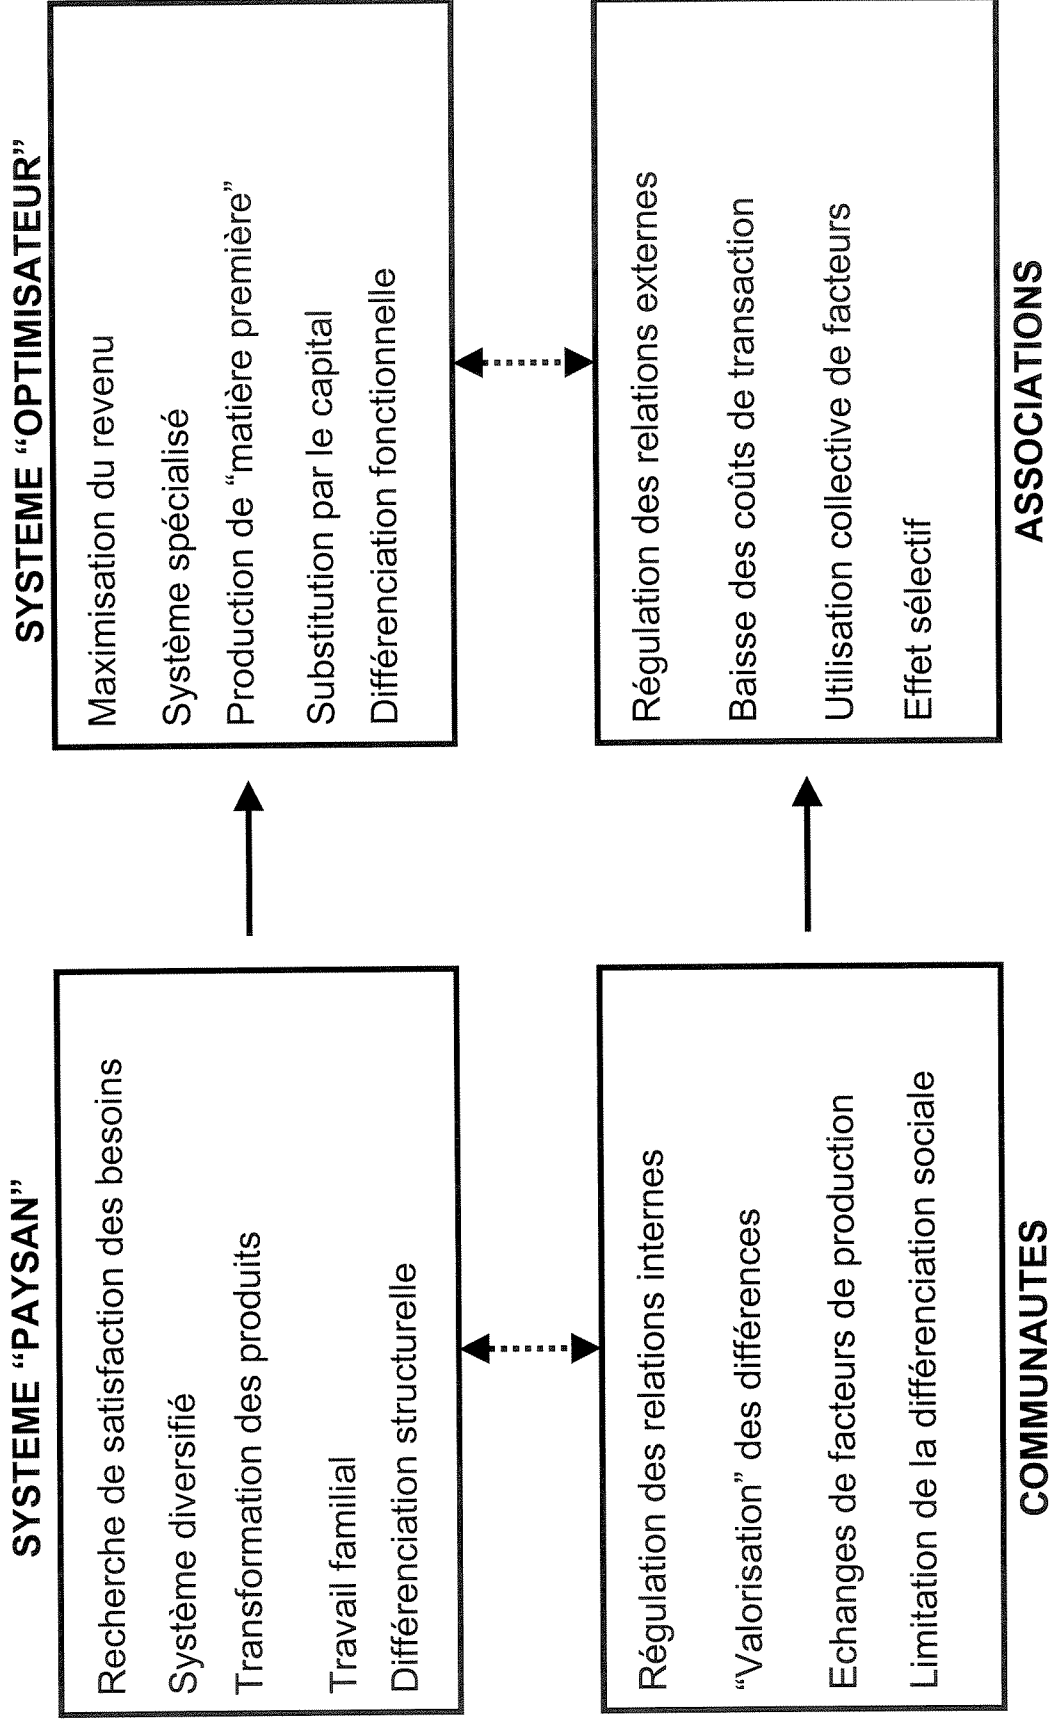 SYSTEME “PAYSAN”
Recherche de satisfaction des besoins
Système diversifié
Transformation des produits
Travail familial
Différenciation structurelle
SYSTEME “OPTIMISATEUR”
Maximisation du revenu
Système spécialisé
Production de “matière première”
Substitution par le capital
Différenciation fonctionnelle
Régulation des relations internes
“Valorisation” des différences
Echanges de facteurs de production
Limitation de la différenciation sociale
COMMUNAUTES
Régulation des relations externes
Baisse des coûts de transaction
Utilisation collective de facteurs
Effet sélectif
ASSOCIATIONS